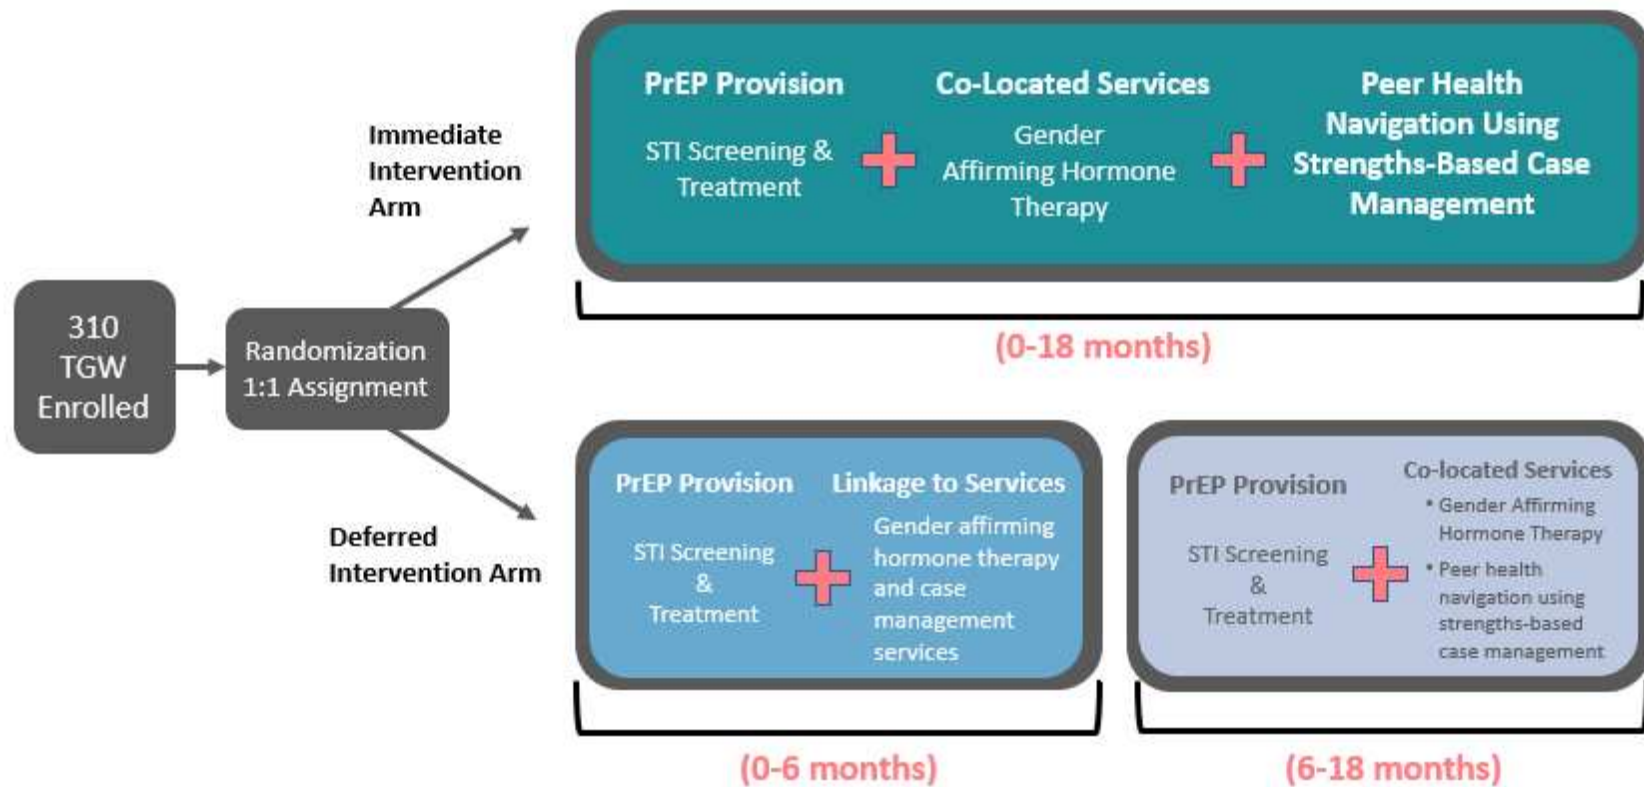 310
TGW
Enrolled
Randomization
1:1 Assignment
Immediate
Intervention
Arm
PrEP Provision
STI Screening &
Treatment
Co-Located Services
Gender
Affirming Hormone
Therapy
Peer Health
Navigation Using
Strengths-Based Case
Management
(0-18 months)
Deferred
Intervention Arm
PrEP Provision
STI Screening
&
Treatment
Linkage to Services
Gender affirming
hormone therapy
and case
management
services
(0-6 months)
PrEP Provision
STI Screening
&
Treatment
Co-located Services
• Gender Affirming
Hormone Therapy
• Peer health
navigation using
strengths-based
case management
(6-18 months)